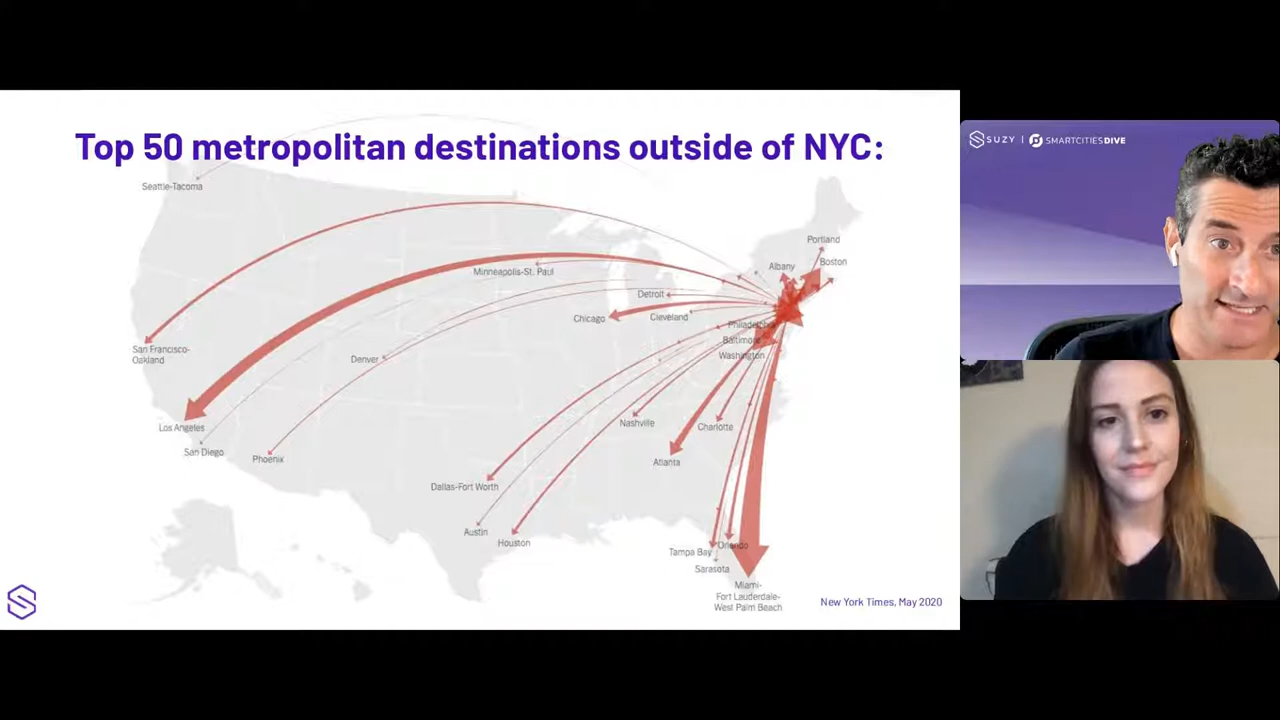 Top 50 metropolitan destinations outside of NYC:
Seattle-Tacoma
Portland
Boston
Albany
Minneapolis-St. Paul
Detroit
Chicago
Cleveland
Philadelphia
Baltimore
Washington
San Francisco-
Oakland
Denver
Los Angeles
San Diego
Phoenix
Nashville
Charlotte
Atlanta
Dallas-Fort Worth
Austin
Houston
Tampa Bay
Orlando
Sarasota
Miami-
Fort Lauderdale-
West Palm Beach
New York Times, May 2020
SUZY | SMARTCITIESDIVE